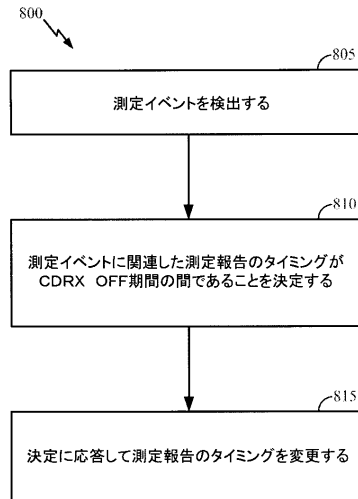 800
805
測定イベントを検出する
810
測定イベントに関連した測定報告のタイミングが
CDRX OFF期間の間であることを決定する
815
決定に応答して測定報告のタイミングを変更する